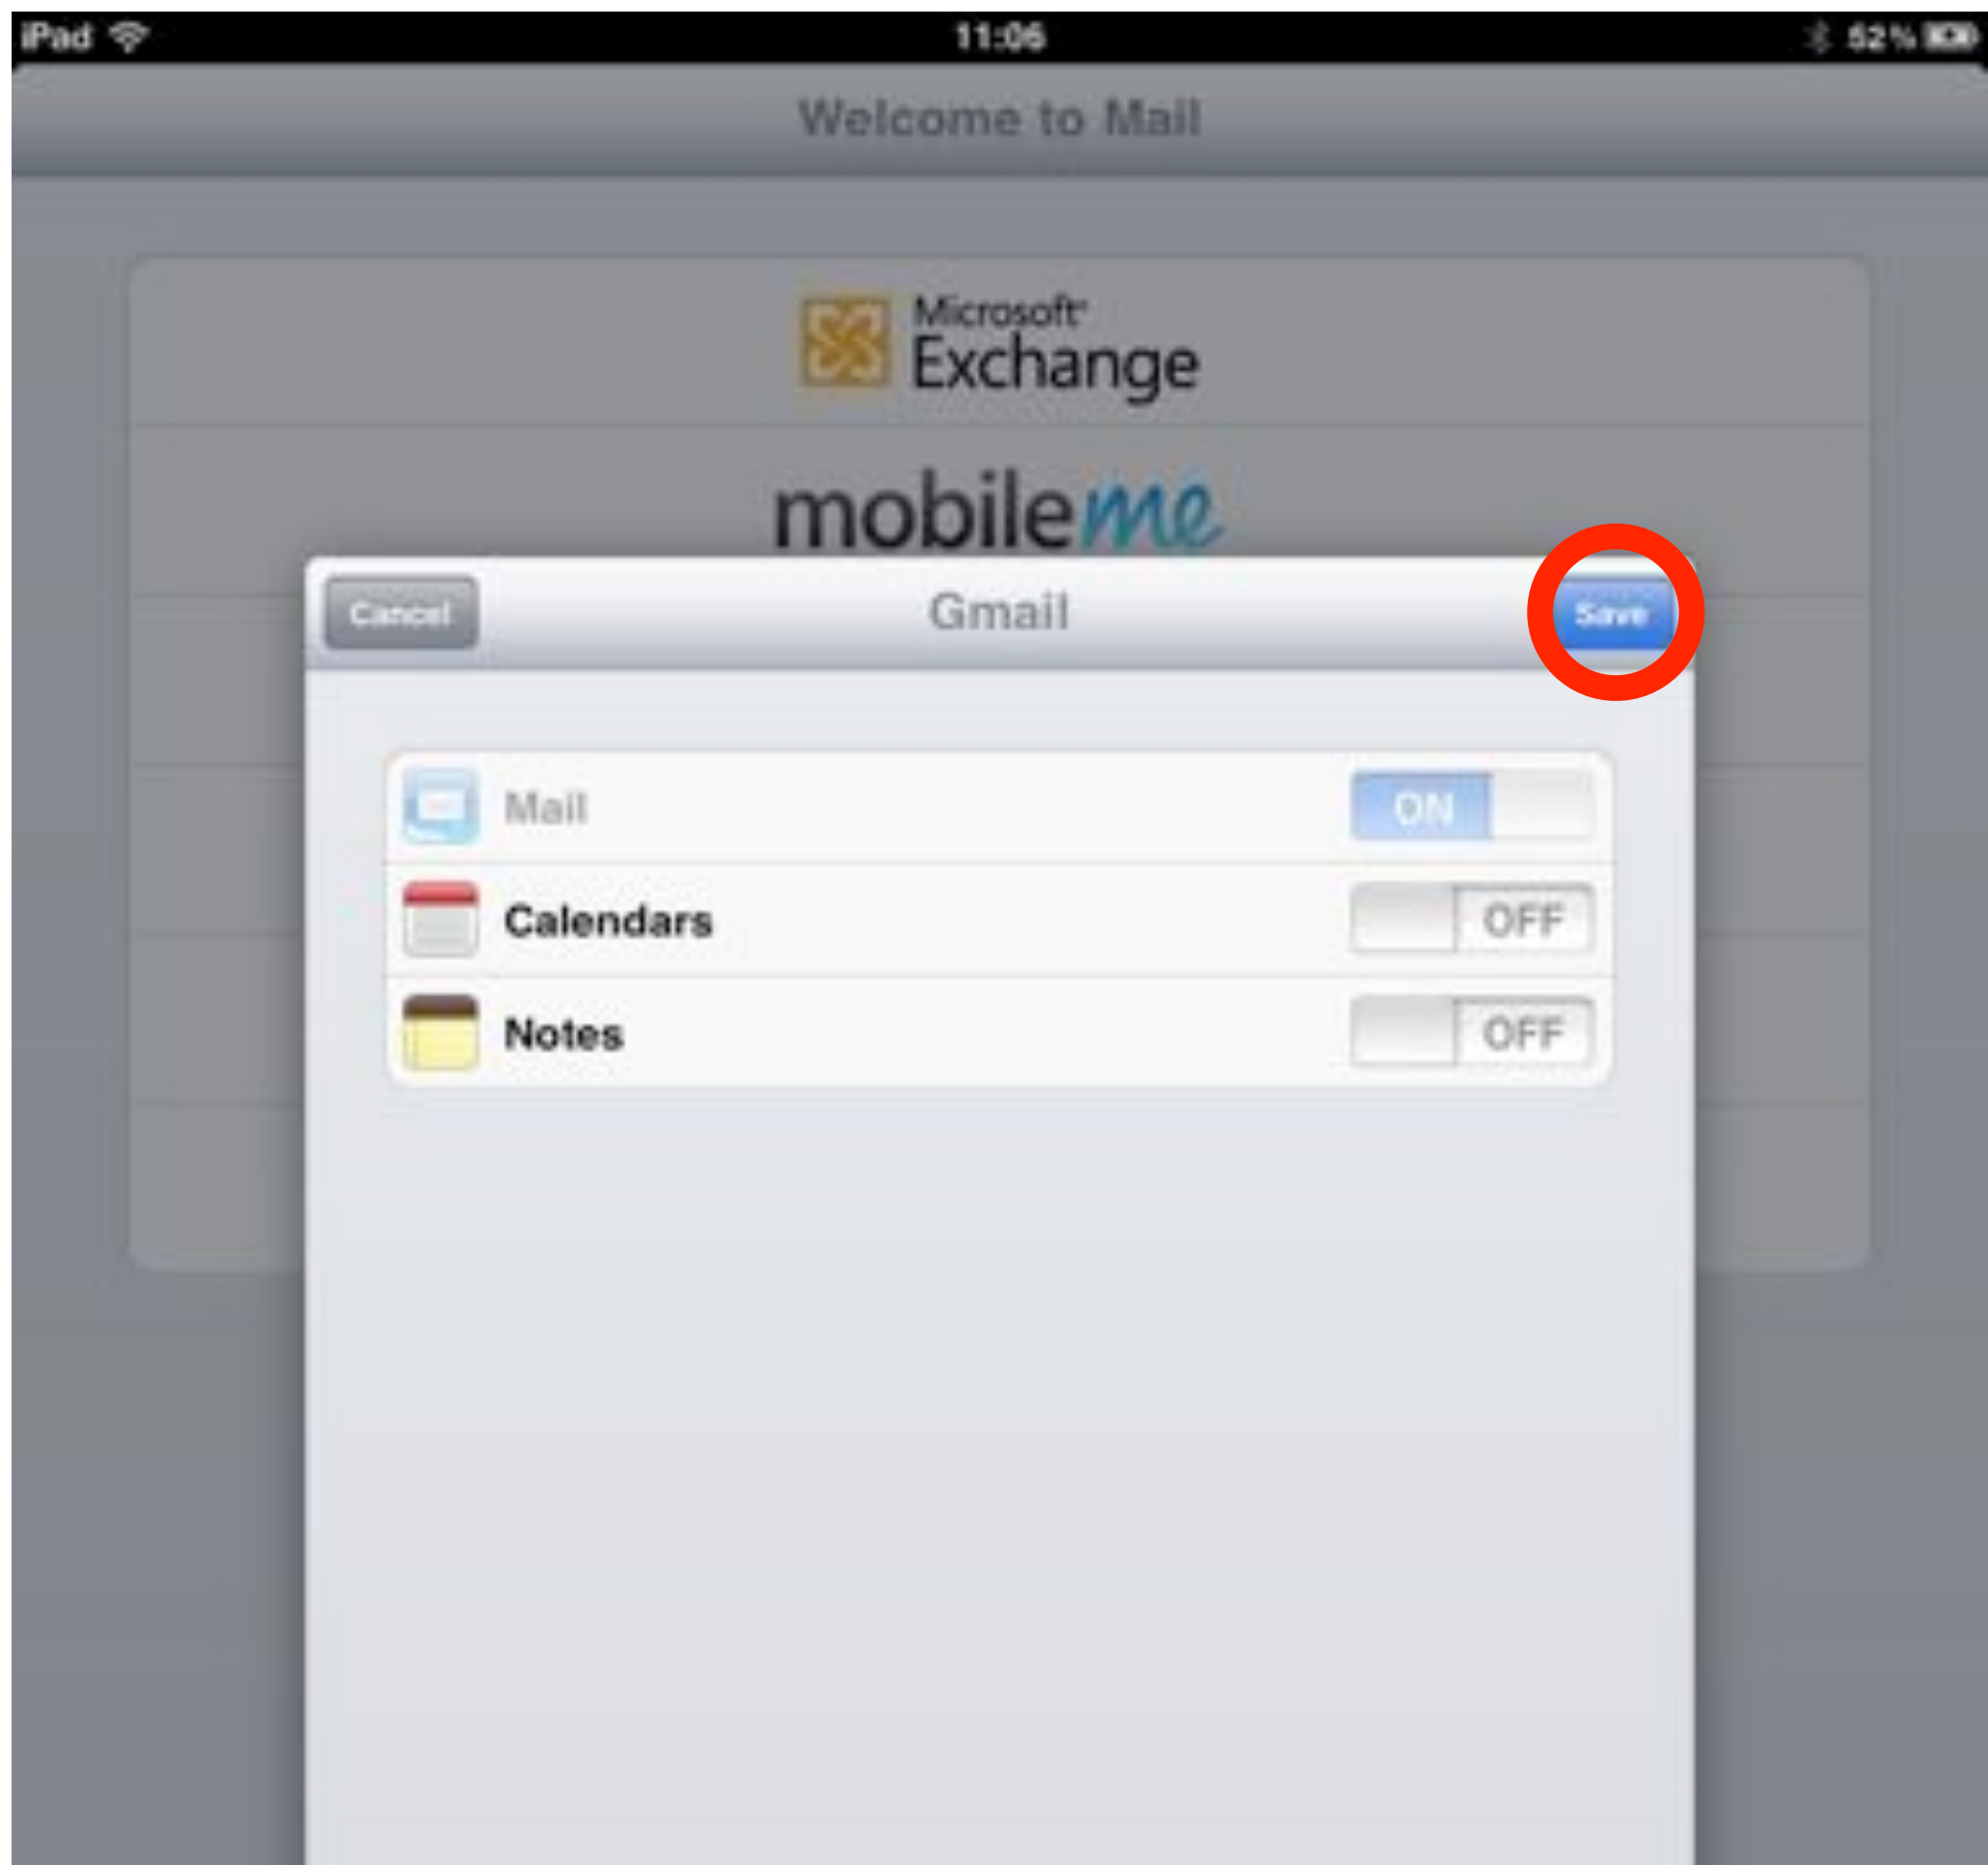 iPad 11:06 52%
Welcome to Mail
Microsoft®
Exchange
mobileme
Cancel Gmail Save
Mail ON
Calendars OFF
Notes OFF